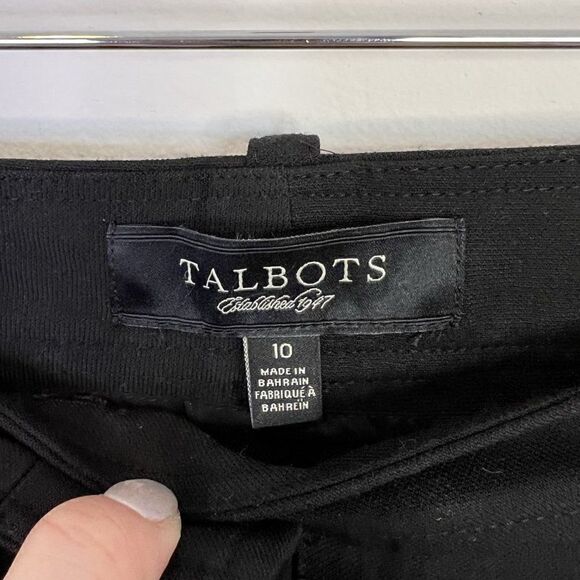 TALBOTS
Established 1947
10
MADE IN
BAHRAIN
FABRIQUÉ À
BAHREÏN